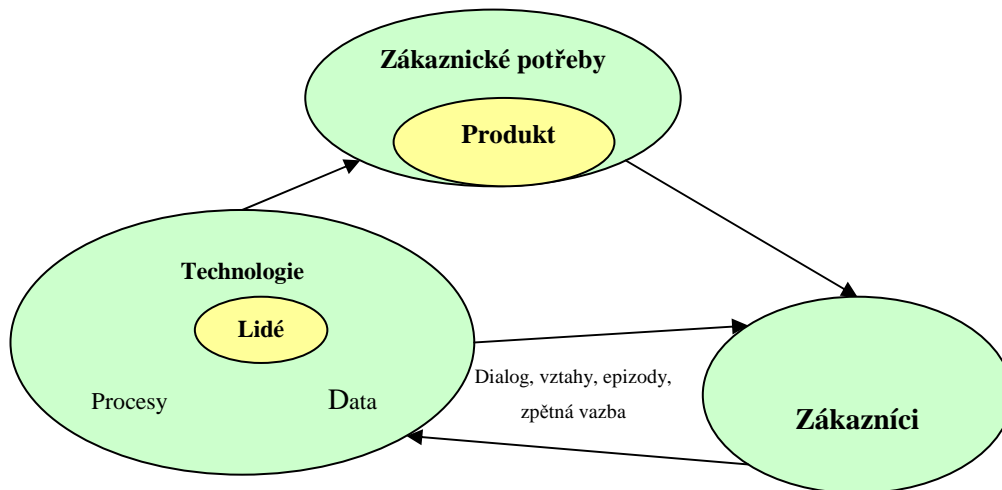 Zákaznické potřeby
Produkt
Technologie
Lidé
Procesy
Data
Dialog, vztahy, epizody,
zpětná vazba
Zákazníci